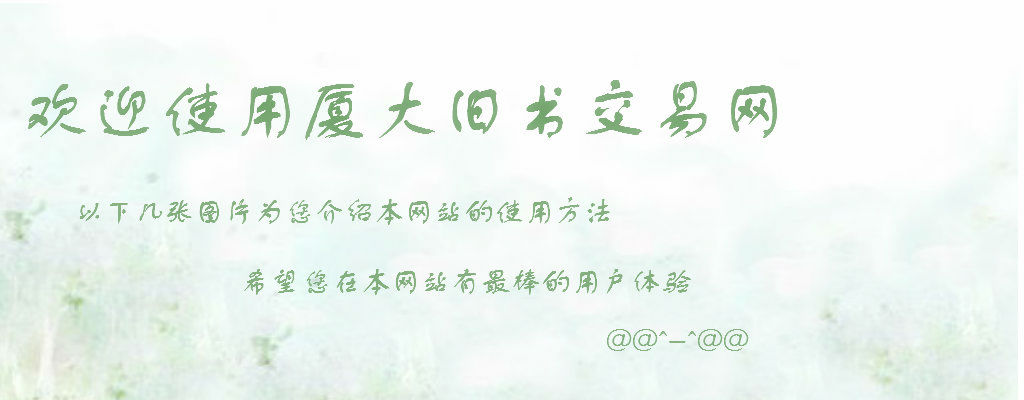 欢迎使用厦大旧书交易网
以下几张图片为您介绍本网站的使用方法
希望您在本网站有最棒的用户体验
@@^—^@@